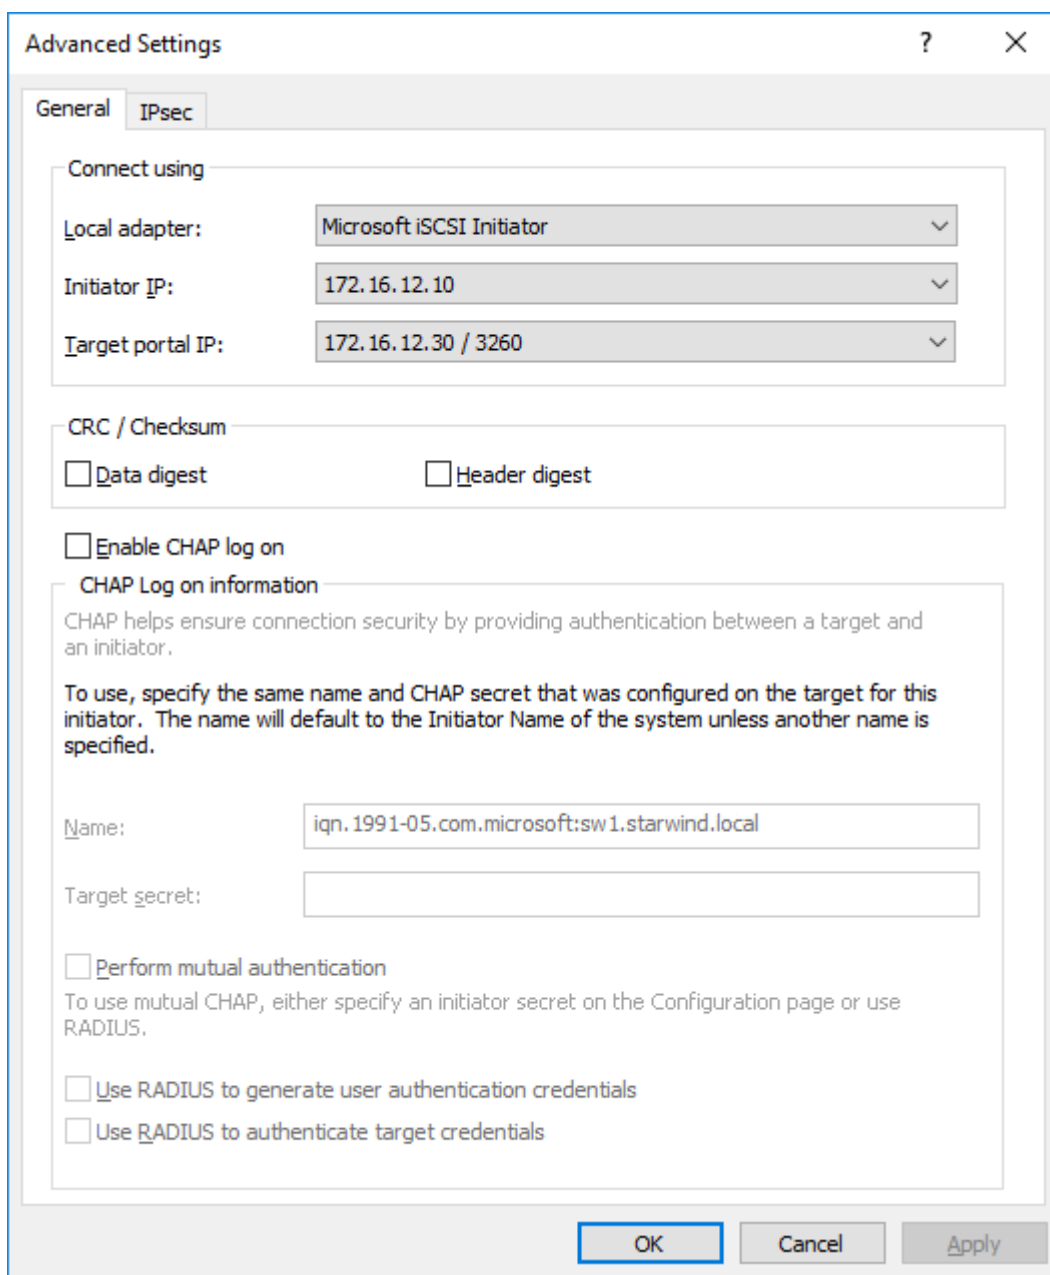 Advanced Settings
?
General
IPsec
Connect using
Local adapter:
Microsoft iSCSI Initiator
Initiator IP:
172.16.12.10
Target portal IP:
172.16.12.30 / 3260
CRC / Checksum
Data digest
Header digest
Enable CHAP log on
CHAP Log on information
CHAP helps ensure connection security by providing authentication between a target and
an initiator.
To use, specify the same name and CHAP secret that was configured on the target for this
initiator.  The name will default to the Initiator Name of the system unless another name is
specified.
Name:
iqn.1991-05.com.microsoft:sw1.starwind.local
Target secret:
Perform mutual authentication
To use mutual CHAP, either specify an initiator secret on the Configuration page or use
RADIUS.
Use RADIUS to generate user authentication credentials
Use RADIUS to authenticate target credentials
OK
Cancel
Apply